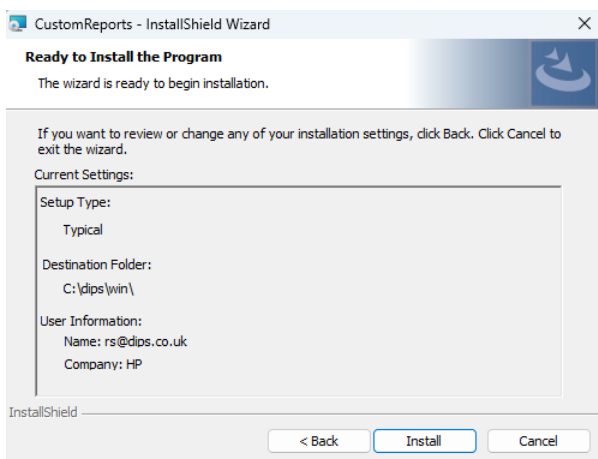 CustomReports - InstallShield Wizard
Ready to Install the Program
The wizard is ready to begin installation.
If you want to review or change any of your installation settings, click Back. Click Cancel to
exit the wizard.
Current Settings:
Setup Type:
Typical
Destination Folder:
C:\dips\win\
User Information:
Name: rs@dips.co.uk
Company: HP
InstallShield
< Back
Install
Cancel